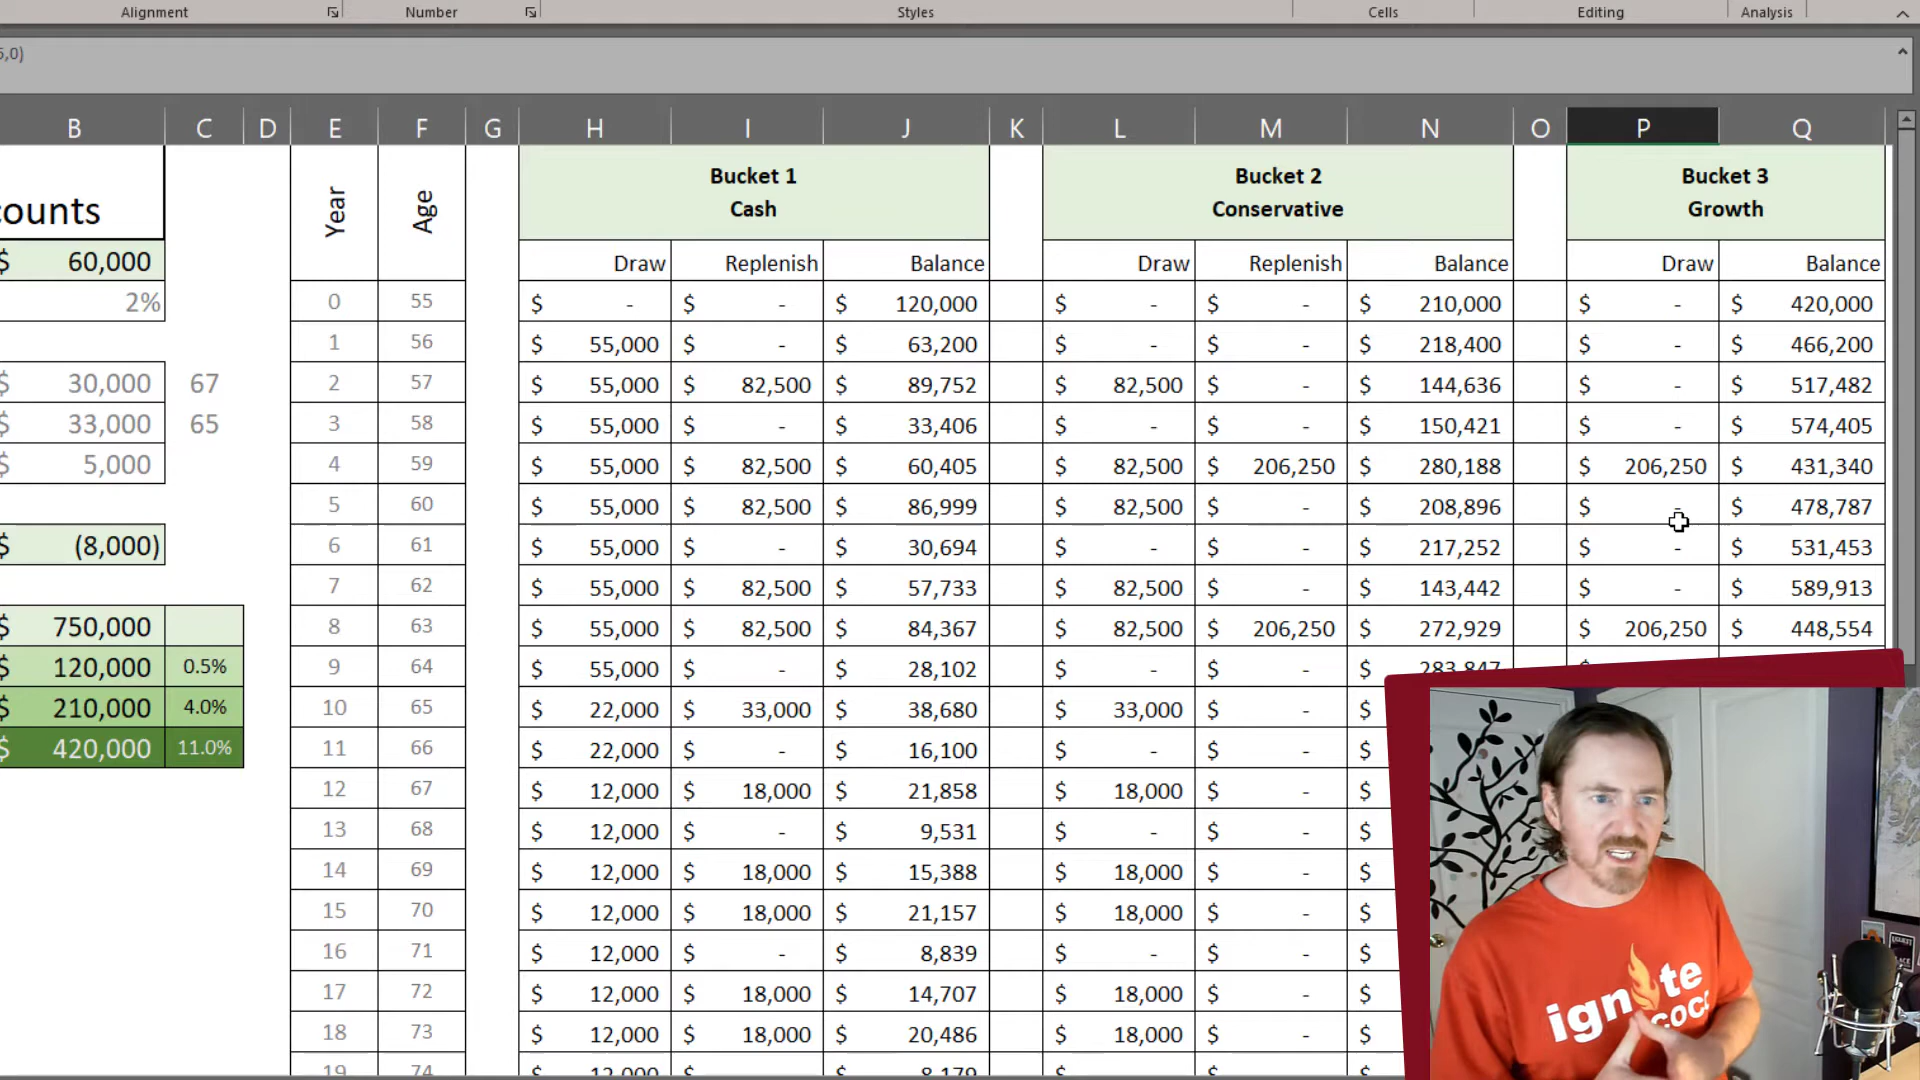 Alignment Number Styles Cells Editing Analysis
,0)
B C D E F G H I J K L M N O P Q
counts Year Age Bucket 1 Bucket 2 Bucket 3
Cash Conservative Growth
$ 60,000 Draw Replenish Balance Draw Replenish Balance Draw Balance
2% 0 55 $ - $ - $ 120,000 $ - $ - $ 210,000 $ - $ 420,000
1 56 $ 55,000 $ - $ 63,200 $ - $ - $ 218,400 $ - $ 466,200
$ 30,000 67 2 57 $ 55,000 $ 82,500 $ 89,752 $ 82,500 $ - $ 144,636 $ - $ 517,482
$ 33,000 65 3 58 $ 55,000 $ - $ 33,406 $ - $ - $ 150,421 $ - $ 574,405
$ 5,000 4 59 $ 55,000 $ 82,500 $ 60,405 $ 82,500 $ 206,250 $ 280,188 $ 206,250 $ 431,340
5 60 $ 55,000 $ 82,500 $ 86,999 $ 82,500 $ - $ 208,896 $ - $ 478,787
$ (8,000) 6 61 $ 55,000 $ - $ 30,694 $ - $ - $ 217,252 $ - $ 531,453
7 62 $ 55,000 $ 82,500 $ 57,733 $ 82,500 $ - $ 143,442 $ - $ 589,913
$ 750,000 8 63 $ 55,000 $ 82,500 $ 84,367 $ 82,500 $ 206,250 $ 272,929 $ 206,250 $ 448,554
$ 120,000 0.5% 9 64 $ 55,000 $ - $ 28,102 $ - $ - $ 283,847 $
$ 210,000 4.0% 10 65 $ 22,000 $ 33,000 $ 38,680 $ 33,000 $ - $
$ 420,000 11.0% 11 66 $ 22,000 $ - $ 16,100 $ - $ - $
12 67 $ 12,000 $ 18,000 $ 21,858 $ 18,000 $ - $
13 68 $ 12,000 $ - $ 9,531 $ - $ - $
14 69 $ 12,000 $ 18,000 $ 15,388 $ 18,000 $ - $
15 70 $ 12,000 $ 18,000 $ 21,157 $ 18,000 $ - $
16 71 $ 12,000 $ - $ 8,839 $ - $ - $
17 72 $ 12,000 $ 18,000 $ 14,707 $ 18,000 $ - $
18 73 $ 12,000 $ 18,000 $ 20,486 $ 18,000 $ - $
19 74 12,000 8,179
ignite